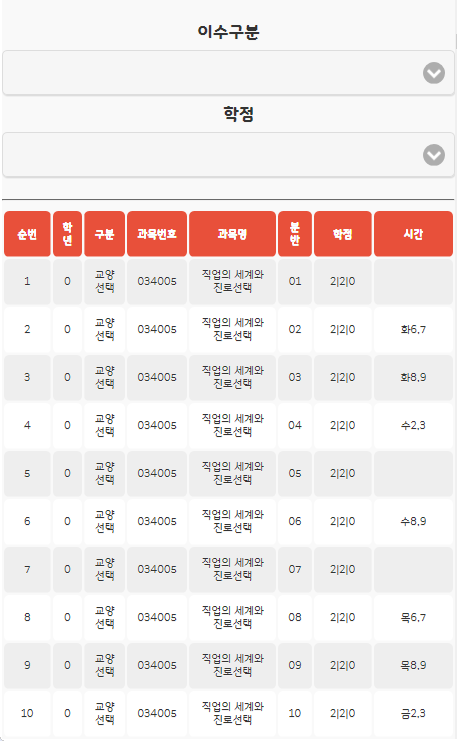 이수구분
학점
순번 학년 구분 과목번호 과목명 분반 학점 시간
1 0 교양선택 034005 직업의 세계와 진로선택 01 2|2|0
2 0 교양선택 034005 직업의 세계와 진로선택 02 2|2|0 화6,7
3 0 교양선택 034005 직업의 세계와 진로선택 03 2|2|0 화8,9
4 0 교양선택 034005 직업의 세계와 진로선택 04 2|2|0 수2,3
5 0 교양선택 034005 직업의 세계와 진로선택 05 2|2|0
6 0 교양선택 034005 직업의 세계와 진로선택 06 2|2|0 수8,9
7 0 교양선택 034005 직업의 세계와 진로선택 07 2|2|0
8 0 교양선택 034005 직업의 세계와 진로선택 08 2|2|0 목6,7
9 0 교양선택 034005 직업의 세계와 진로선택 09 2|2|0 목8,9
10 0 교양선택 034005 직업의 세계와 진로선택 10 2|2|0 금2,3